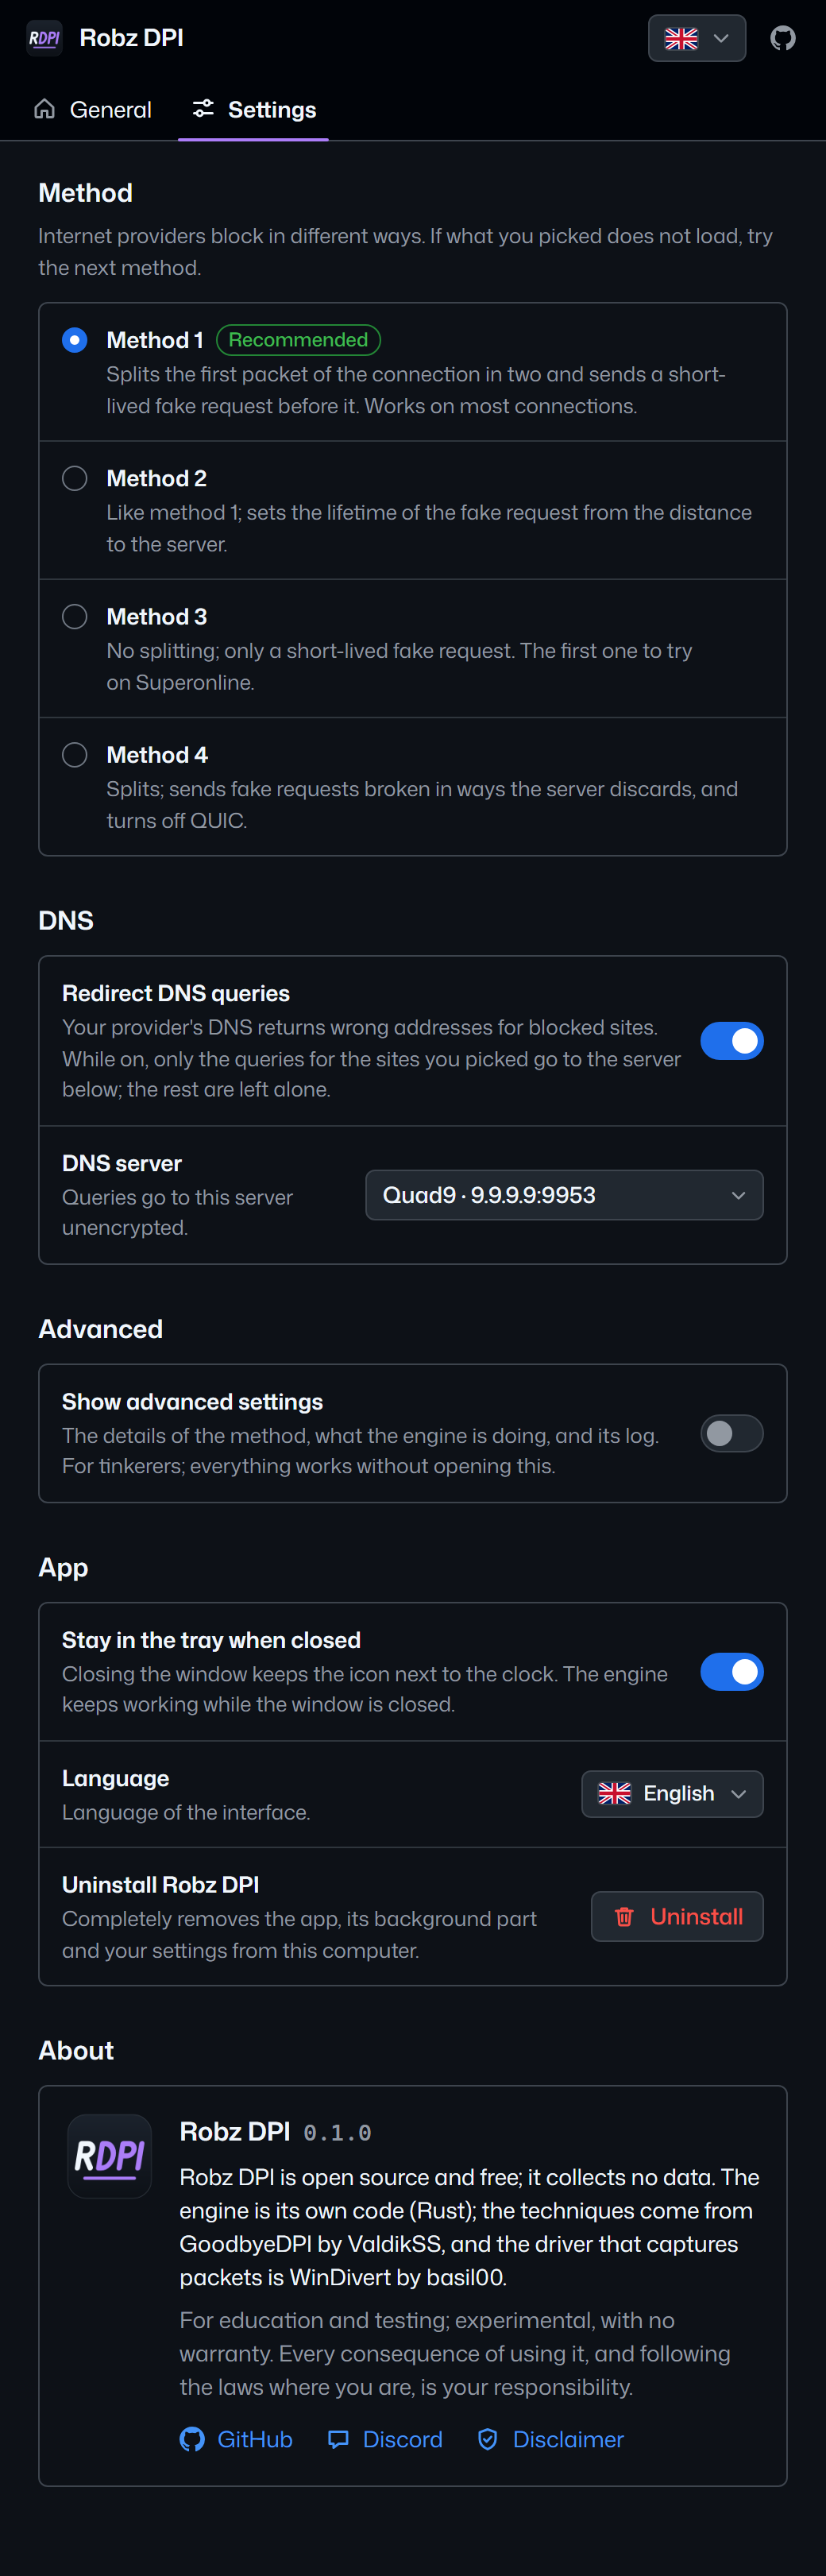 RDPI Robz DPI
General Settings
Method
Internet providers block in different ways. If what you picked does not load, try
the next method.
Method 1 Recommended
Splits the first packet of the connection in two and sends a short-
lived fake request before it. Works on most connections.
Method 2
Like method 1; sets the lifetime of the fake request from the distance
to the server.
Method 3
No splitting; only a short-lived fake request. The first one to try
on Superonline.
Method 4
Splits; sends fake requests broken in ways the server discards, and
turns off QUIC.
DNS
Redirect DNS queries
Your provider's DNS returns wrong addresses for blocked sites.
While on, only the queries for the sites you picked go to the server
below; the rest are left alone.
DNS server
Queries go to this server
unencrypted.
Quad9 · 9.9.9.9:9953
Advanced
Show advanced settings
The details of the method, what the engine is doing, and its log.
For tinkerers; everything works without opening this.
App
Stay in the tray when closed
Closing the window keeps the icon next to the clock. The engine
keeps working while the window is closed.
Language
Language of the interface.
English
Uninstall Robz DPI
Completely removes the app, its background part
and your settings from this computer.
Uninstall
About
RDPI
Robz DPI 0.1.0
Robz DPI is open source and free; it collects no data. The
engine is its own code (Rust); the techniques come from
GoodbyeDPI by ValdikSS, and the driver that captures
packets is WinDivert by basil00.
For education and testing; experimental, with no
warranty. Every consequence of using it, and following
the laws where you are, is your responsibility.
GitHub Discord Disclaimer